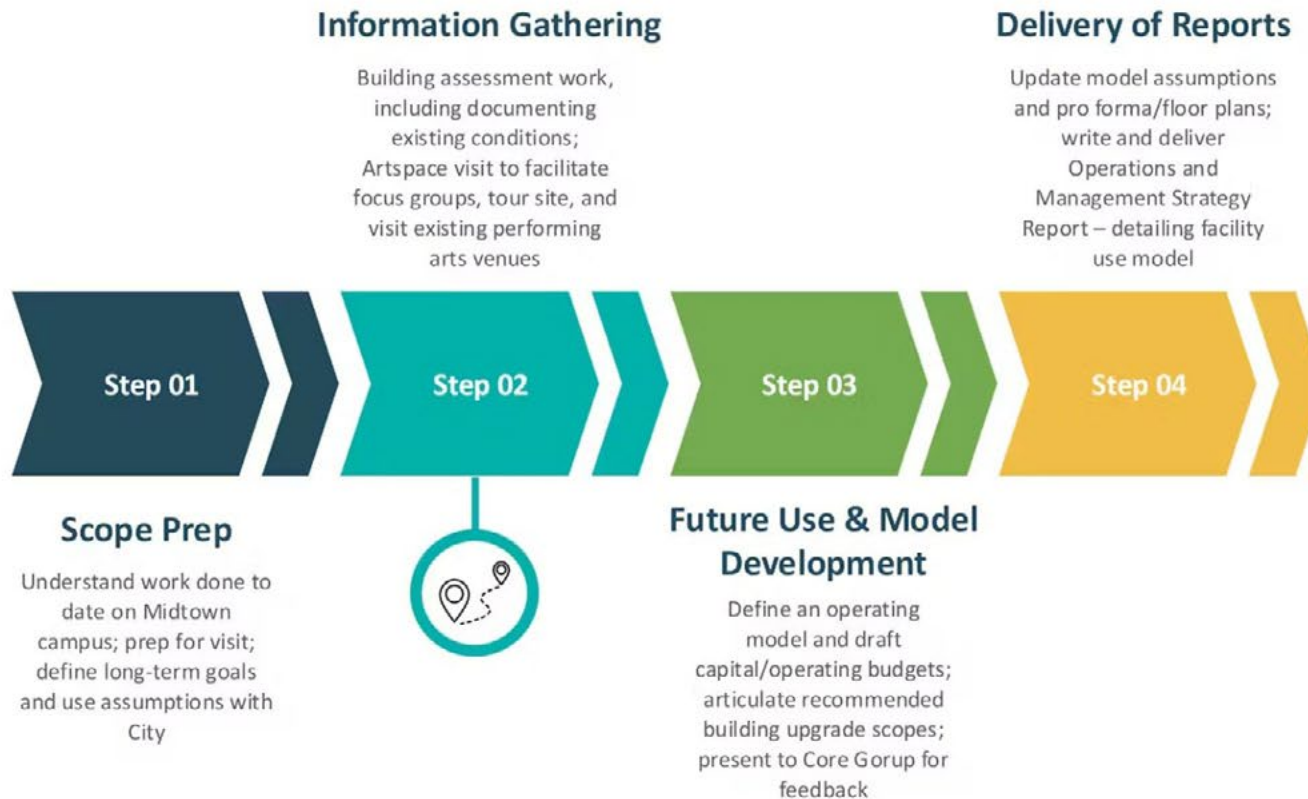 Information Gathering
Building assessment work,
including documenting
existing conditions;
Artspace visit to facilitate
focus groups, tour site, and
visit existing performing
arts venues
Delivery of Reports
Update model assumptions
and pro forma/floor plans;
write and deliver
Operations and
Management Strategy
Report – detailing facility
use model
Step 01
Step 02
Step 03
Step 04
Scope Prep
Understand work done to
date on Midtown
campus; prep for visit;
define long-term goals
and use assumptions with
City
Future Use & Model
Development
Define an operating
model and draft
capital/operating budgets;
articulate recommended
building upgrade scopes;
present to Core Gorup for
feedback